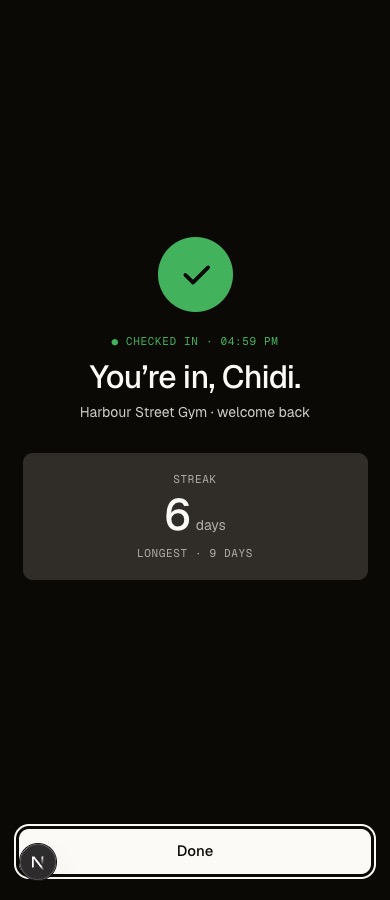 ● CHECKED IN · 04:59 PM
You’re in, Chidi.
Harbour Street Gym · welcome back
STREAK
6 days
LONGEST · 9 DAYS
Done
N